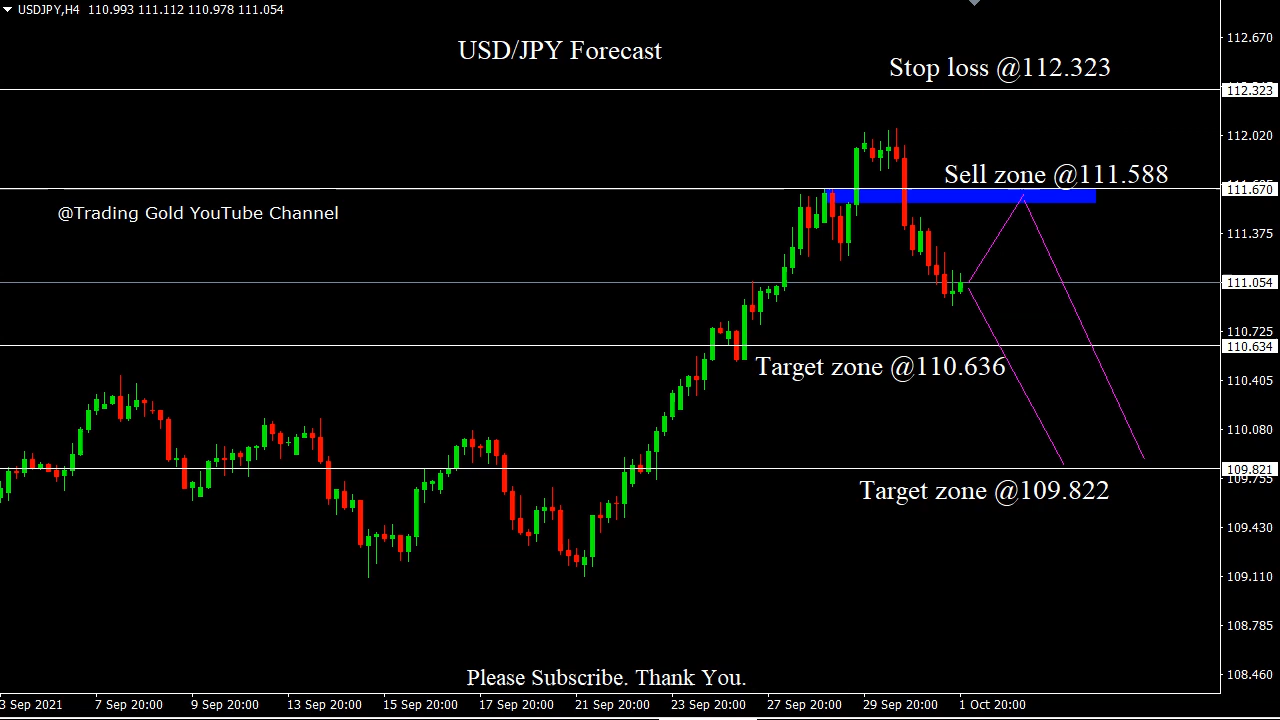 USDJPY,H4 110.993 111.112 110.978 111.054
USD/JPY Forecast
Stop loss @112.323
Sell zone @111.588
@Trading Gold YouTube Channel
Target zone @110.636
Target zone @109.822
Please Subscribe. Thank You.
112.670
112.323
112.020
111.670
111.375
111.054
110.725
110.634
110.405
110.080
109.821
109.755
109.430
109.110
108.785
108.460
3 Sep 2021 7 Sep 20:00 9 Sep 20:00 13 Sep 20:00 15 Sep 20:00 17 Sep 20:00 21 Sep 20:00 23 Sep 20:00 27 Sep 20:00 29 Sep 20:00 1 Oct 20:00